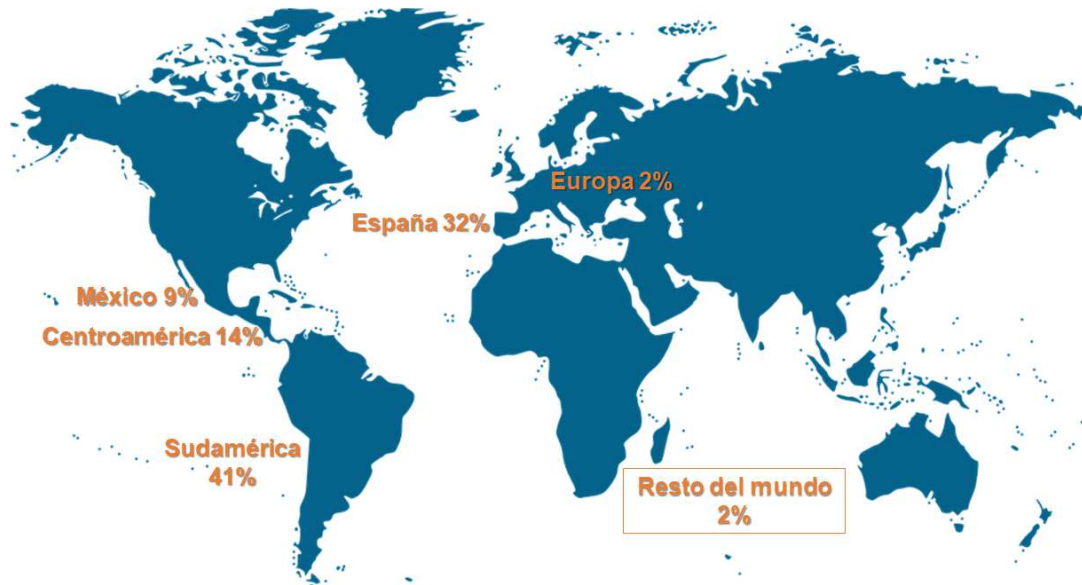 Europa 2%
España 32%
México 9%
Centroamérica 14%
Sudamérica
41%
Resto del mundo
2%